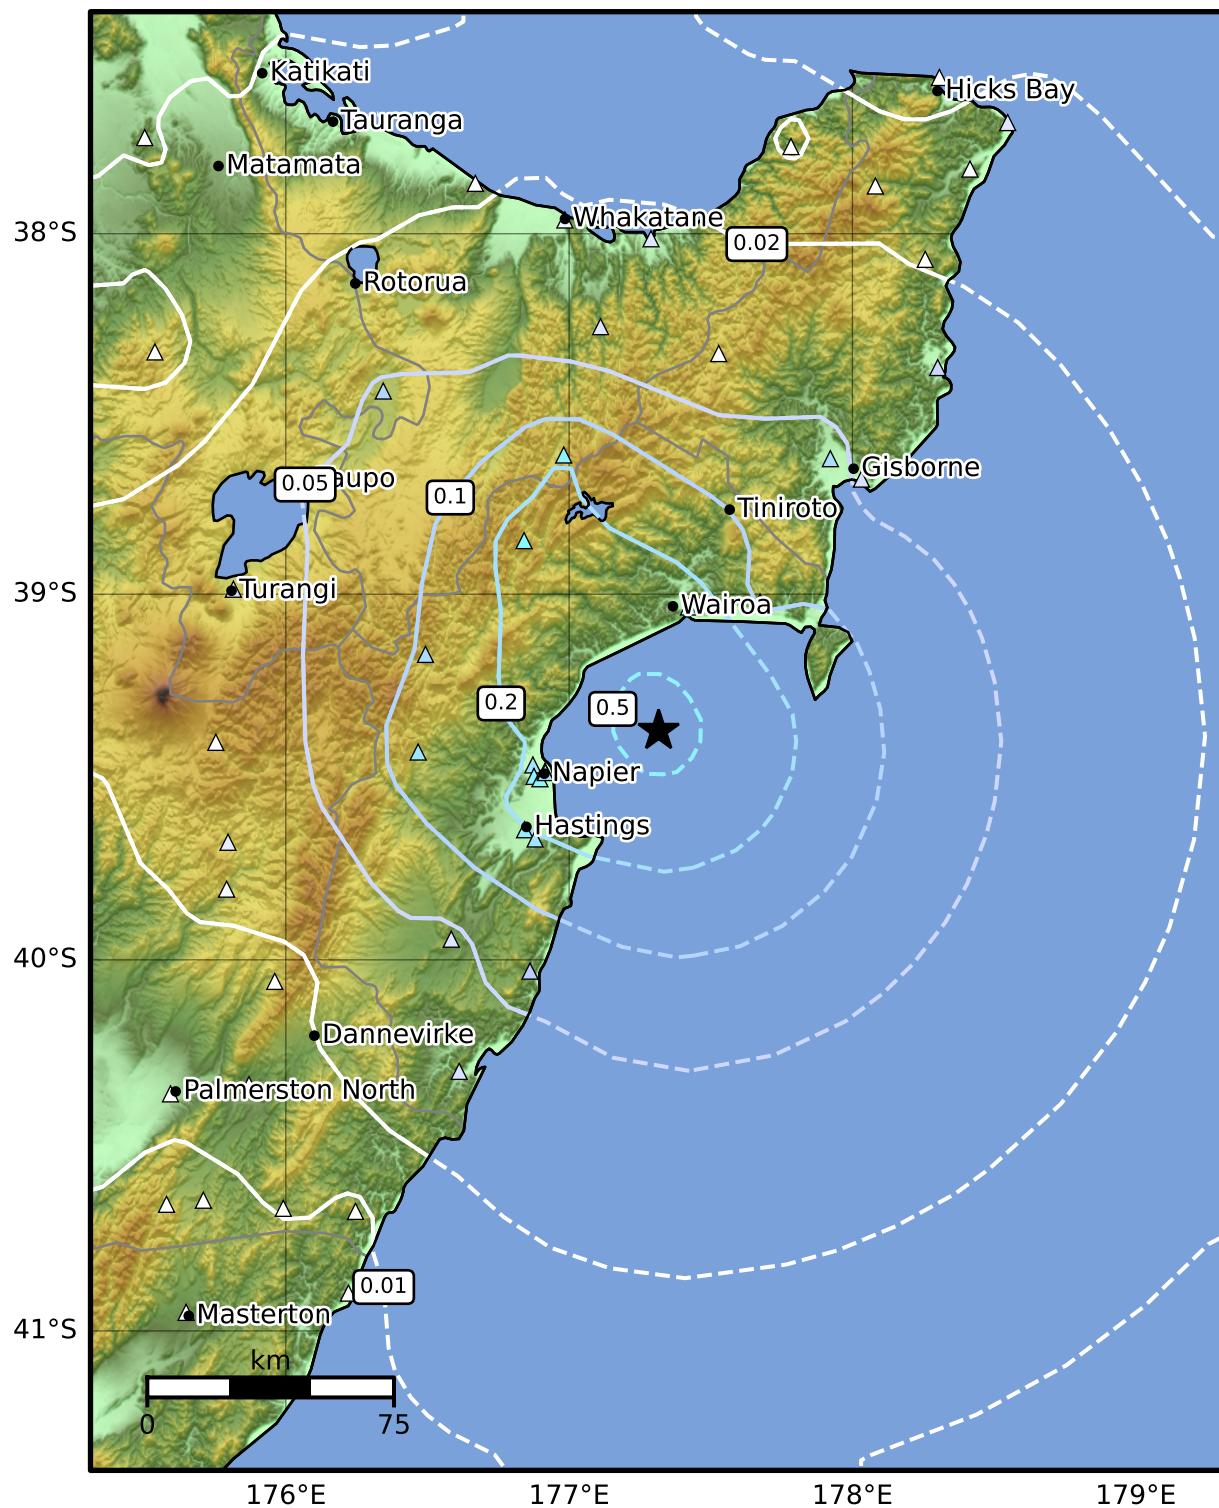 Katikati
Hicks Bay
Tauranga
Matamata
Whakatane
38°S
0.02
Rotorua
Gisborne
0.05
aupo
0.1
Tiniroto
39°S
Turangi
Wairoa
0.2
0.5
Napier
Hastings
40°S
Dannevirke
Palmerston North
0.01
Masterton
41°S
km
0
75
176°E
177°E
178°E
179°E